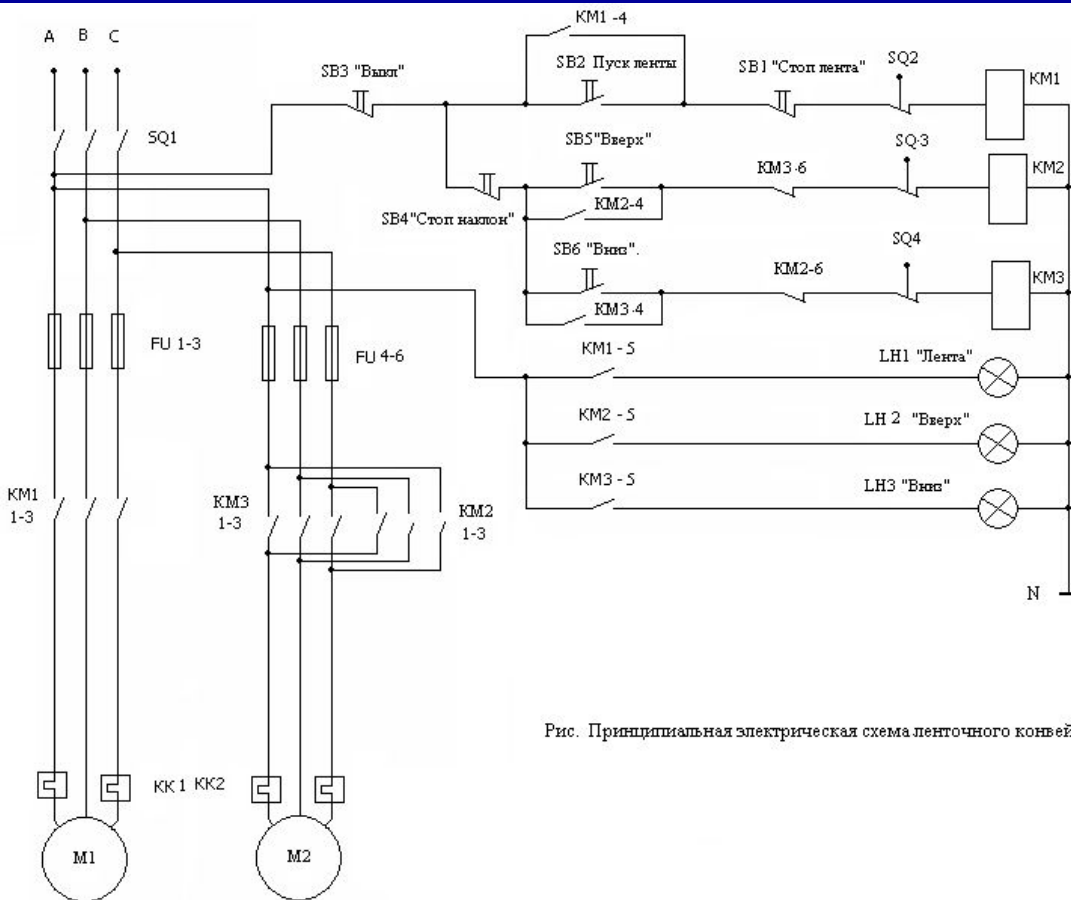 A B C
KM1 -4
SB3 "Выкл"
SB2 Пуск ленты
SB1 "Стоп лента"
SQ2
KM1
SQ1
SB5"Вверх"
KM3-6
SQ-3
KM2
SB4"Стоп наклон"
KM2-4
SB6 "Вниз".
KM2-6
SQ4
KM3
KM3-4
FU 1-3
FU 4-6
KM1 - 5
LH1 "Лента"
KM2 - 5
LH 2 "Вверх"
KM3 - 5
LH3 "Вниз"
KM1
1-3
KM3
1-3
KM2
1-3
N
Рис. Принципиальная электрическая схема ленточного конвей
KK 1 KK2
M1
M2